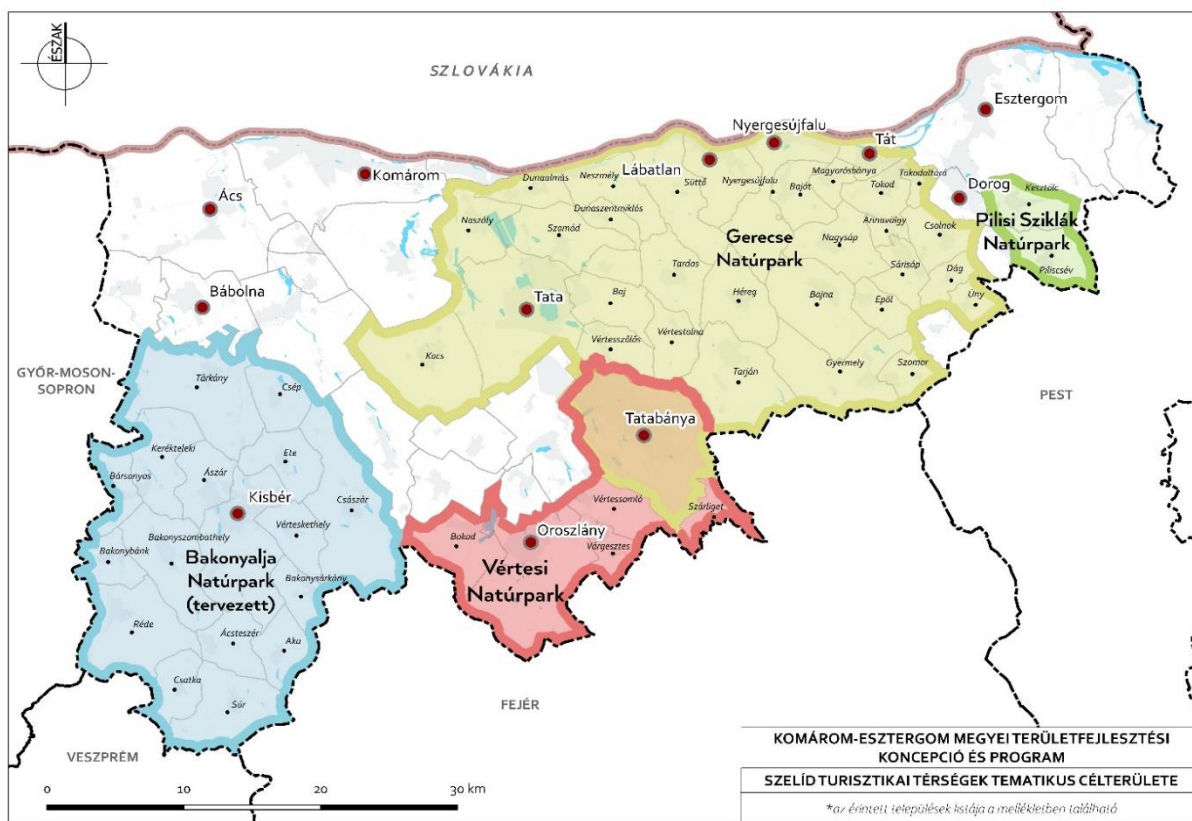 ÉSZAK
SZLOVÁKIA
Esztergom
Nyergesújfalu
Tát
Lábatlan
Komárom
Dorog
Ács
Dunaalmás
Neszmély
Süttő
Nyergesújfalu
Bajót
Magyorósbánya
Tokod
Tokodaltáró
Kesztölc
Pilisi Sziklák
Natúrpark
Piliscsév
Naszály
Szomód
Dunaszentmiklós
Gerecse
Natúrpark
Annavölgy
Csolnok
Nagysáp
Tardos
Sárisáp
Dág
Bábolna
Tata
Baj
Héreg
Bajna
Epöl
Úny
Kocs
Vértesszőlős
Vértestolna
Tarján
Gyermely
Szomor
GYŐR-MOSON-
SOPRON
PEST
Tárkány
Csép
Tatabánya
Kerékteleki
Ete
Bársonyos
Ászár
Kisbér
Császár
Vérteskethely
Bakonyszombathely
Bakonybánk
Bakonyalja
Natúrpark
(tervezett)
Bakonysárkány
Réde
Ácsteszér
Aka
Csatka
Súr
Vértessomló
Szárliget
Bokod
Oroszlány
Várgesztes
Vértesi
Natúrpark
FEJÉR
VESZPRÉM
0 10 20 30 km
KOMÁROM-ESZTERGOM MEGYEI TERÜLETFEJLESZTÉSI
KONCEPCIÓ ÉS PROGRAM
SZELÍD TURISZTIKAI TÉRSÉGEK TEMATIKUS CÉLTERÜLETE
*az érintett települések listája a mellékletben található